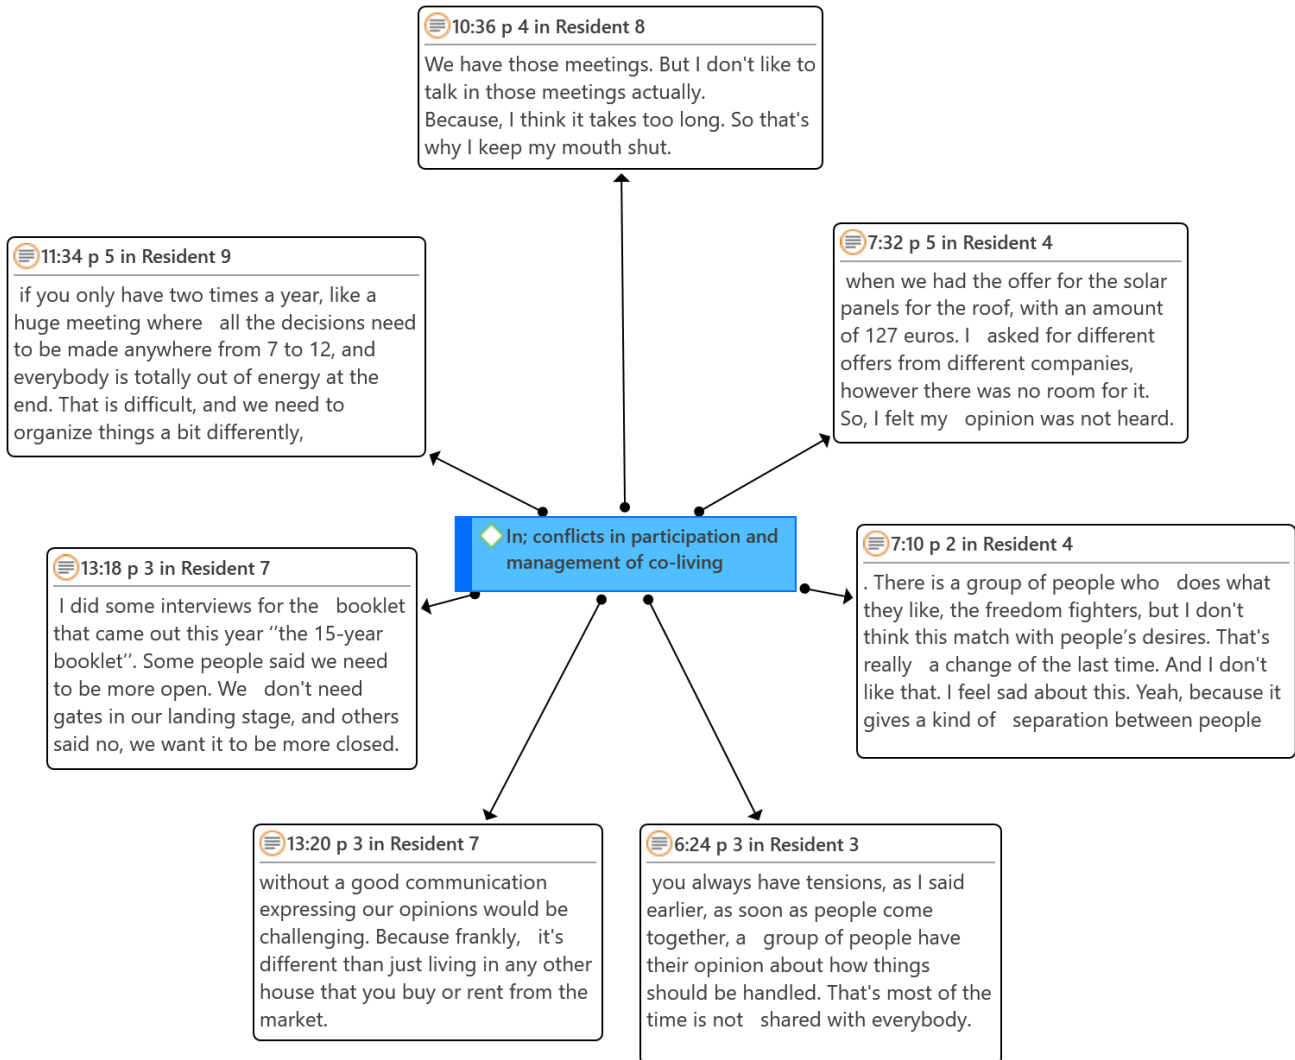 10:36 p 4 in Resident 8
We have those meetings. But I don't like to
talk in those meetings actually.
Because, I think it takes too long. So that's
why I keep my mouth shut.
11:34 p 5 in Resident 9
if you only have two times a year, like a
huge meeting where all the decisions need
to be made anywhere from 7 to 12, and
everybody is totally out of energy at the
end. That is difficult, and we need to
organize things a bit differently,
7:32 p 5 in Resident 4
when we had the offer for the solar
panels for the roof, with an amount
of 127 euros. I asked for different
offers from different companies,
however there was no room for it.
So, I felt my opinion was not heard.
In; conflicts in participation and
management of co-living
13:18 p 3 in Resident 7
I did some interviews for the booklet
that came out this year ‘’the 15-year
booklet’’. Some people said we need
to be more open. We don't need
gates in our landing stage, and others
said no, we want it to be more closed.
7:10 p 2 in Resident 4
. There is a group of people who does what
they like, the freedom fighters, but I don't
think this match with people’s desires. That's
really a change of the last time. And I don't
like that. I feel sad about this. Yeah, because it
gives a kind of separation between people
13:20 p 3 in Resident 7
without a good communication
expressing our opinions would be
challenging. Because frankly, it's
different than just living in any other
house that you buy or rent from the
market.
6:24 p 3 in Resident 3
you always have tensions, as I said
earlier, as soon as people come
together, a group of people have
their opinion about how things
should be handled. That's most of the
time is not shared with everybody.